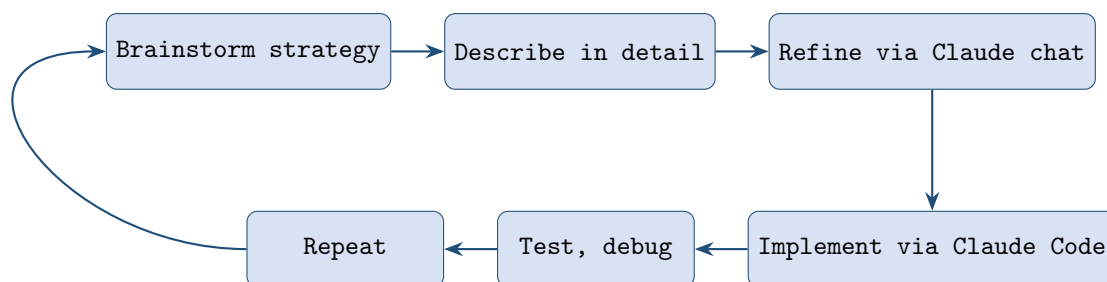 Brainstorm strategy
Describe in detail
Refine via Claude chat
Implement via Claude Code
Test, debug
Repeat